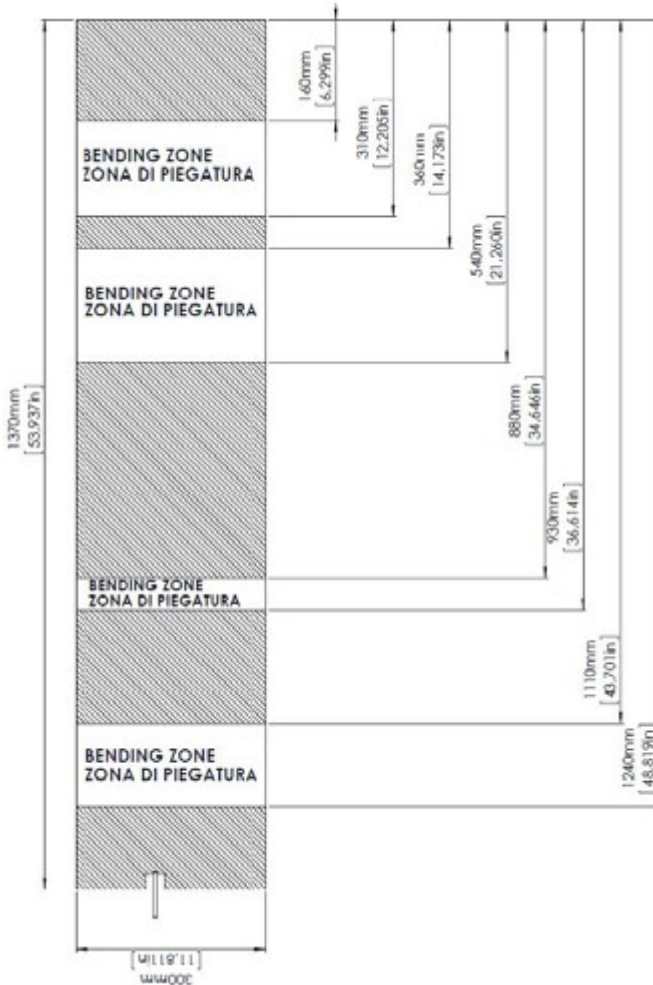 160mm
[6.299in]
310mm
[12.205in]
BENDING ZONE
ZONA DI PIEGATURA
360mm
[14.173in]
540mm
[21.260in]
BENDING ZONE
ZONA DI PIEGATURA
1370mm
[53.937in]
880mm
[34.646in]
930mm
[36.614in]
BENDING ZONE
ZONA DI PIEGATURA
1110mm
[43.701in]
BENDING ZONE
ZONA DI PIEGATURA
1240mm
[48.819in]
300mm
[11.811in]